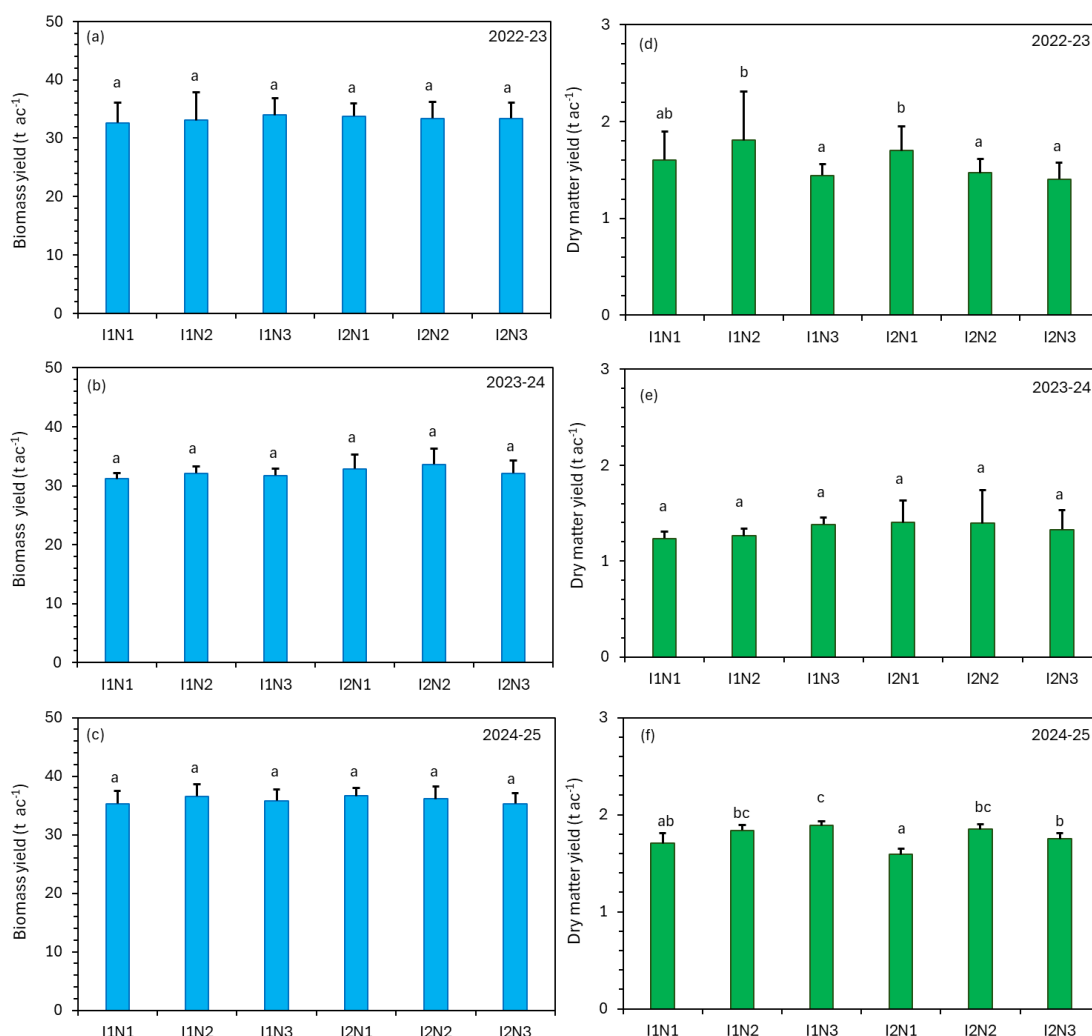 (a) 2022-23
Biomass yield (t ac-1)
50
40
30
20
10
0
a a a a a a
I1N1 I1N2 I1N3 I2N1 I2N2 I2N3
(d) 2022-23
Dry matter yield (t ac-1)
3
2
1
0
ab b a b a a
I1N1 I1N2 I1N3 I2N1 I2N2 I2N3
(b) 2023-24
Biomass yield (t ac-1)
50
40
30
20
10
0
a a a a a a
I1N1 I1N2 I1N3 I2N1 I2N2 I2N3
(e) 2023-24
Dry matter yield (t ac-1)
3
2
1
0
a a a a a a
I1N1 I1N2 I1N3 I2N1 I2N2 I2N3
(c) 2024-25
Biomass yield (t ac-1)
50
40
30
20
10
0
a a a a a a
I1N1 I1N2 I1N3 I2N1 I2N2 I2N3
(f) 2024-25
Dry matter yield (t ac-1)
3
2
1
0
ab bc c a bc b
I1N1 I1N2 I1N3 I2N1 I2N2 I2N3